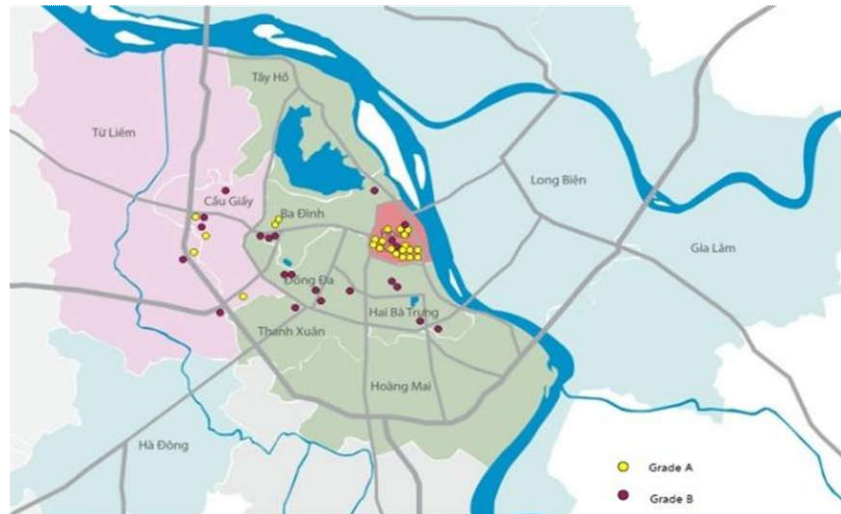 Tây Hồ
Từ Liêm
Long Biên
Cầu Giấy
Ba Đình
Gia Lâm
Đống Đa
Hai Bà Trưng
Thanh Xuân
Hoàng Mai
Hà Đông
Grade A
Grade B